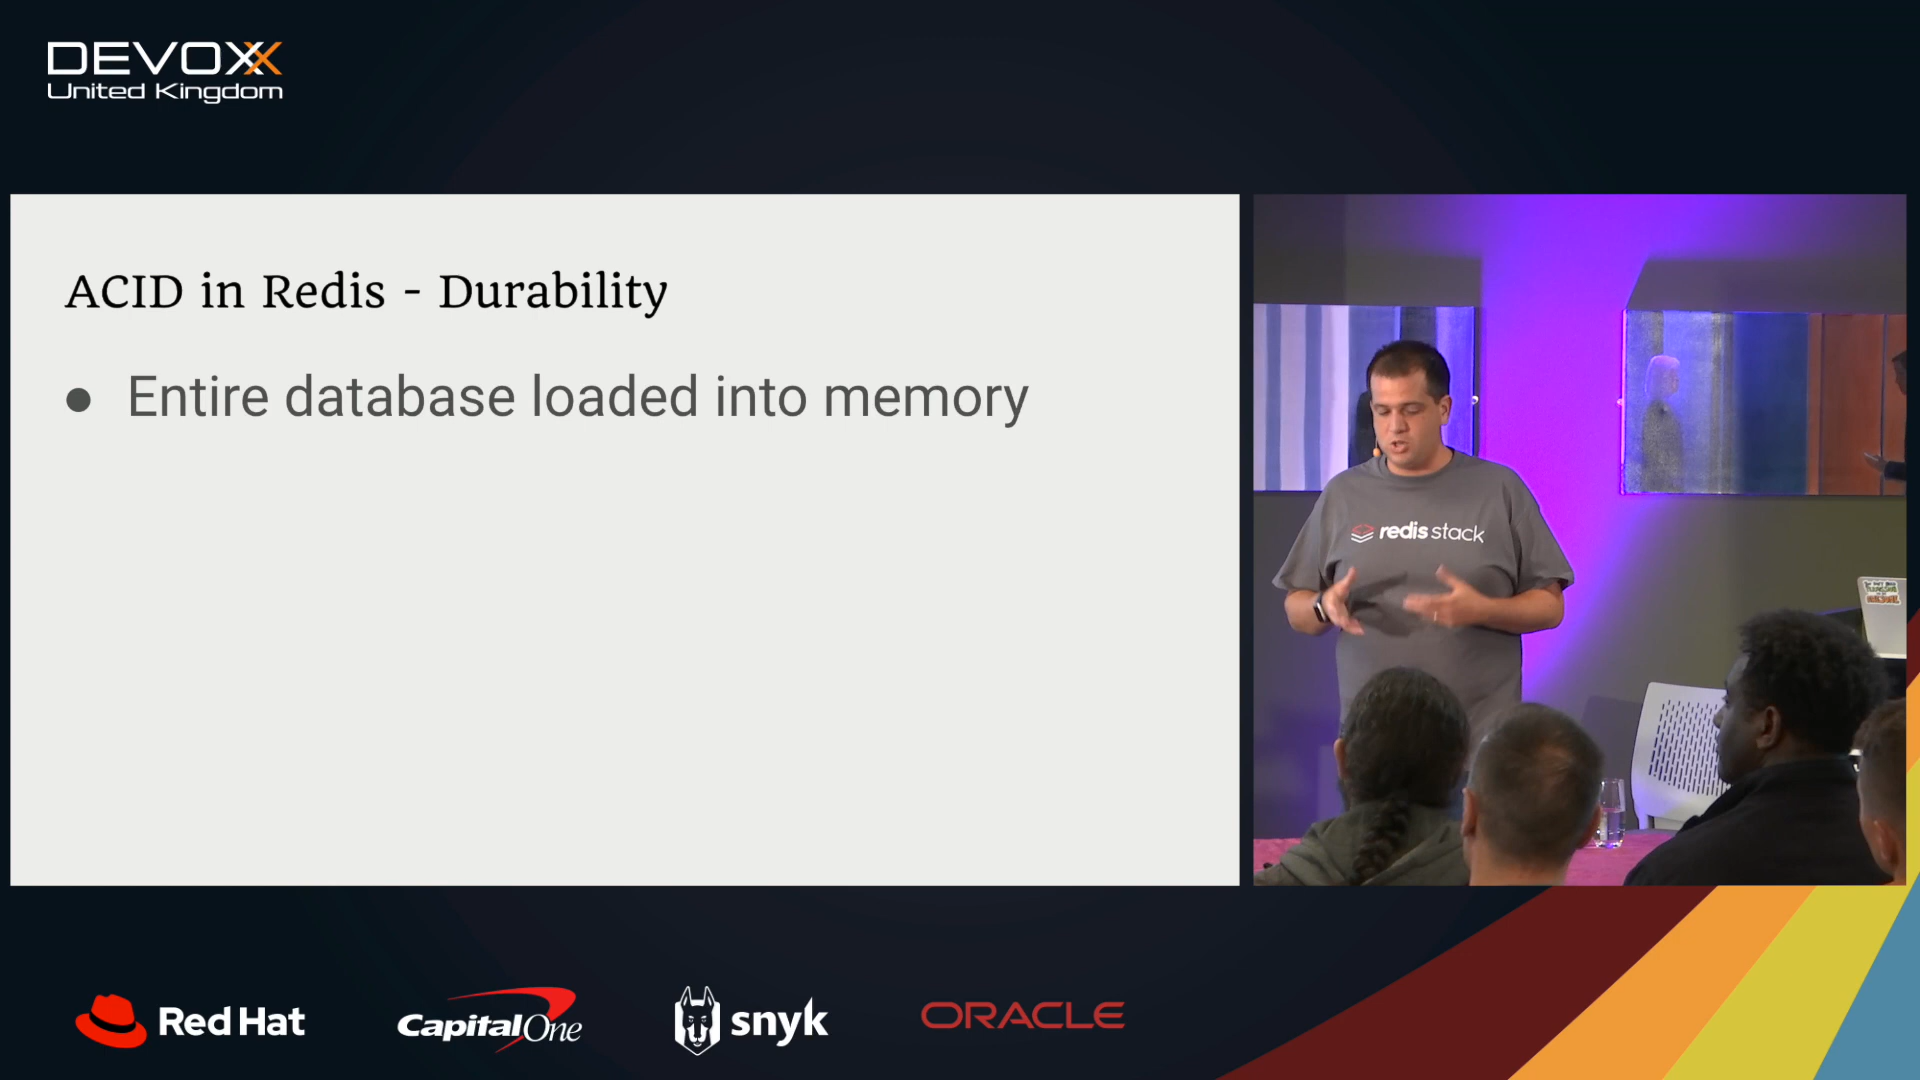 DEVOXX
United Kingdom
ACID in Redis - Durability
● Entire database loaded into memory
redis stack
Red Hat
CapitalOne
snyk
ORACLE